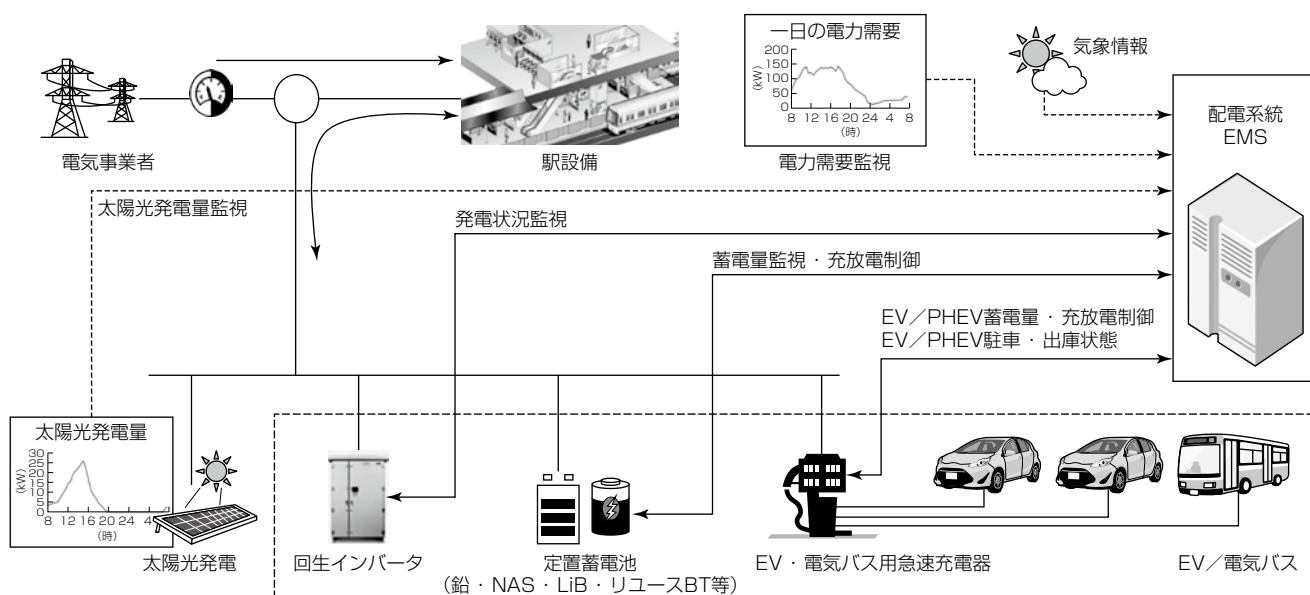 一日の電力需要
(kW)
200
150
100
50
0
8 12 16 20 24 4 8
(時)
電力需要監視
気象情報
配電系統
EMS
電気事業者
駅設備
太陽光発電量監視
発電状況監視
蓄電量監視・充放電制御
EV/PHEV蓄電量・充放電制御
EV/PHEV駐車・出庫状態
太陽光発電量
(kW)
30
25
20
15
10
5
0
8 12 16 20 24 4 8
(時)
太陽光発電
回生インバータ
定置蓄電池
(鉛・NAS・LiB・リユースBT等)
EV・電気バス用急速充電器
EV/電気バス